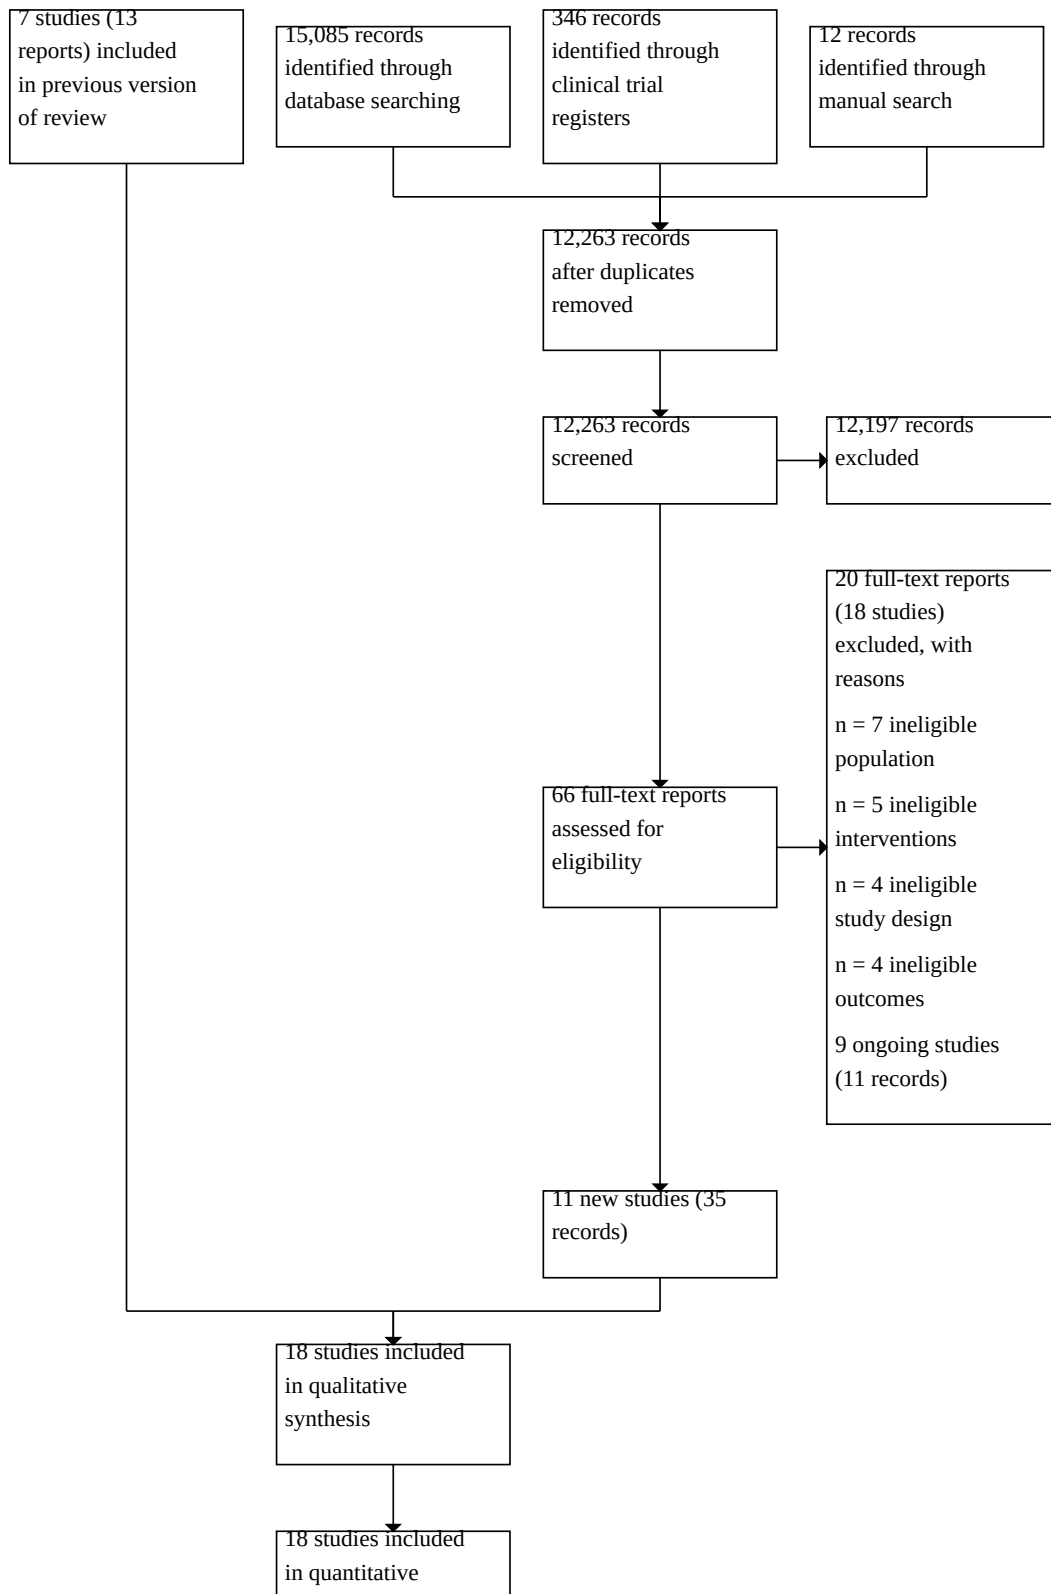 7 studies (13
reports) included
in previous version
of review
15,085 records
identified through
database searching
346 records
identified through
clinical trial
registers
12 records
identified through
manual search
12,263 records
after duplicates
removed
12,263 records
screened
12,197 records
excluded
20 full-text reports
(18 studies)
excluded, with
reasons
n = 7 ineligible
population
n = 5 ineligible
interventions
n = 4 ineligible
study design
n = 4 ineligible
outcomes
9 ongoing studies
(11 records)
66 full-text reports
assessed for
eligibility
11 new studies (35
records)
18 studies included
in qualitative
synthesis
18 studies included
in quantitative